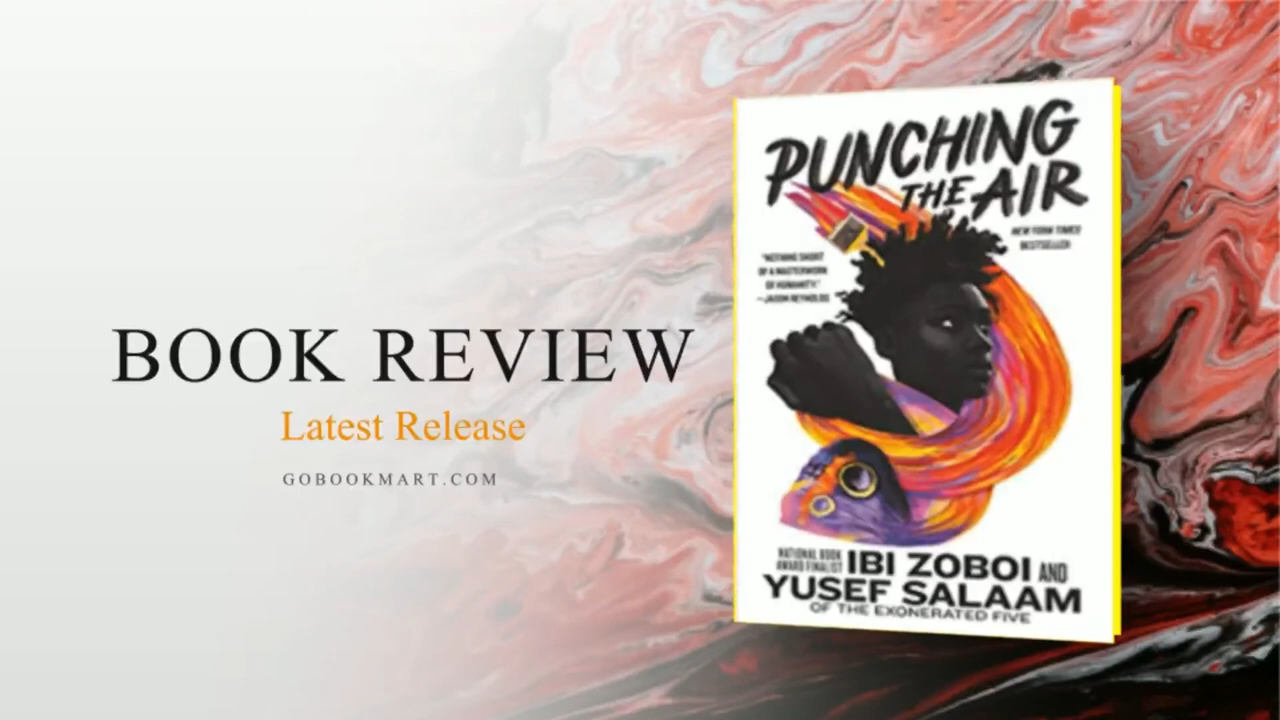 BOOK REVIEW
Latest Release
GOBOOKMART.COM
PUNCHING
THE AIR
NEW YORK TIMES
BESTSELLER
"NOTHING SHORT
OF A MASTERWORK
OF HUMANITY."
—JASON REYNOLDS
NATIONAL BOOK
AWARD FINALIST IBI ZOBOI AND
YUSEF SALAAM
OF THE EXONERATED FIVE